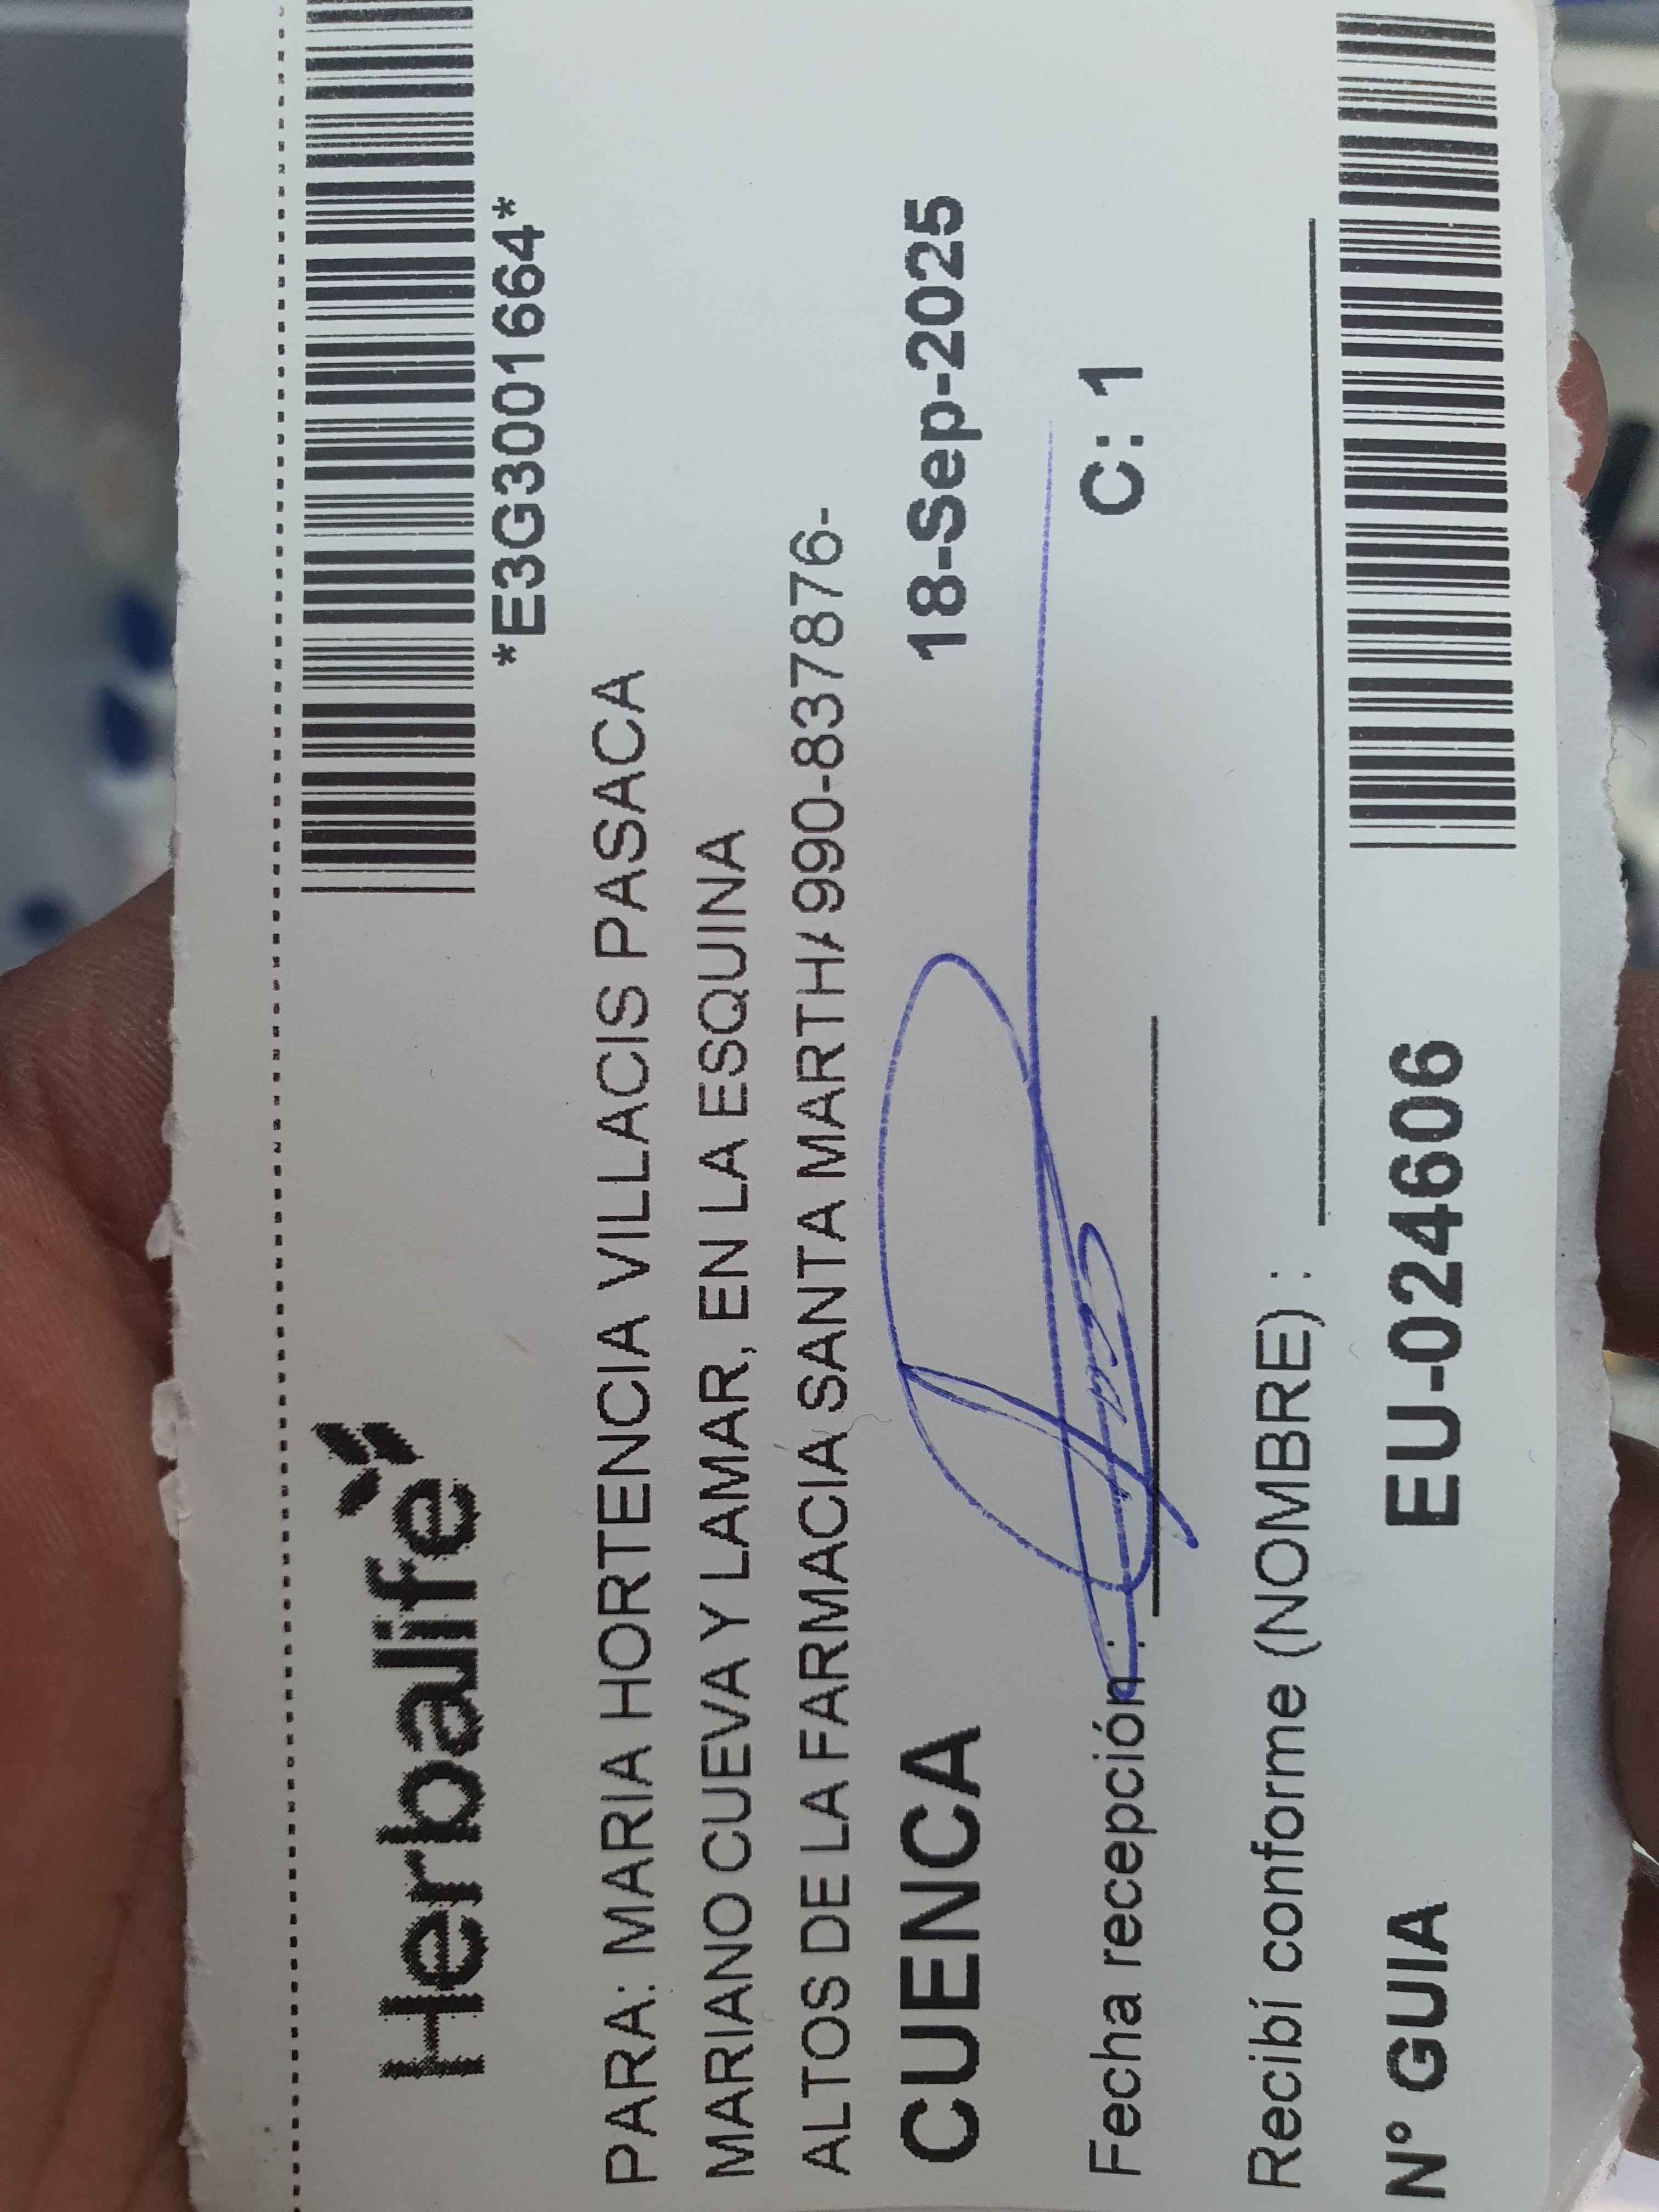 Herbalife
*E3G3001664*
PARA: MARIA HORTENCIA VILLACIS PASACA
MARIANO CUEVA Y LAMAR, EN LA ESQUINA
ALTOS DE LA FARMACIA SANTA MARTHA 990-837876-
CUENCA 18-Sep-2025
Fecha recepción : C: 1
Recibí conforme (NOMBRE) :
N° GUIA EU-024606